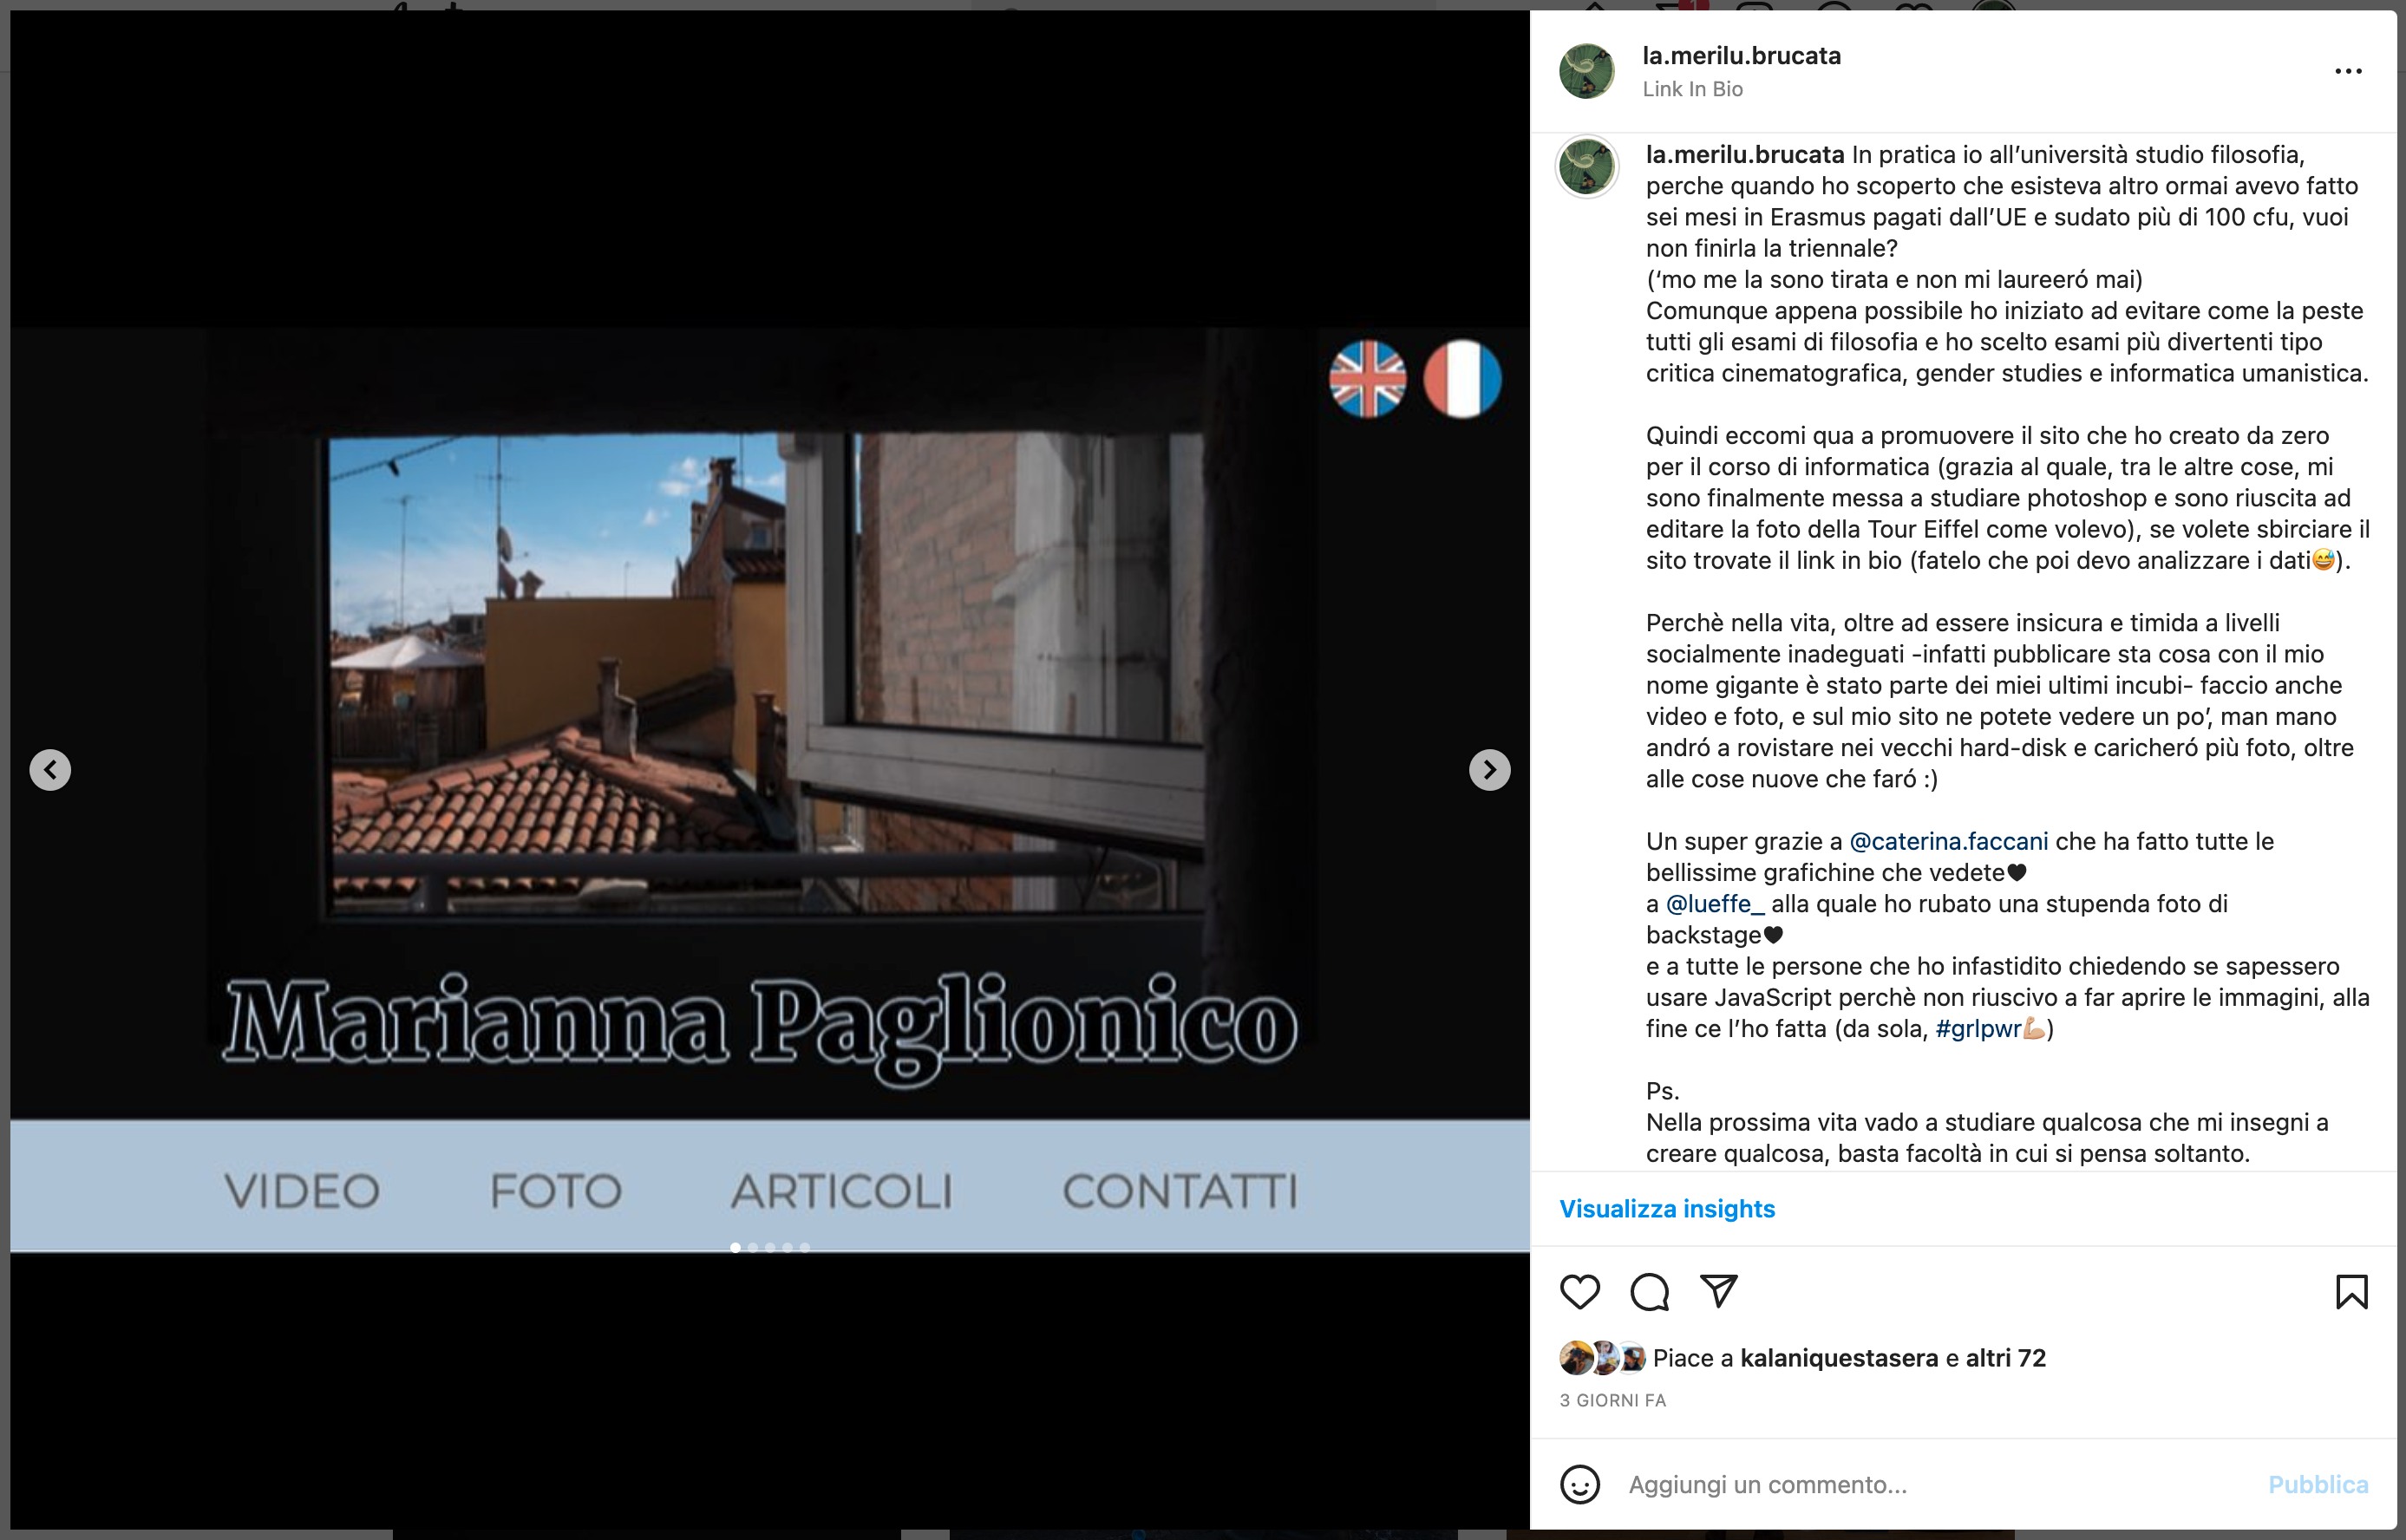 Marianna Paglionico
VIDEO FOTO ARTICOLI CONTATTI
1
la.merilu.brucata
Link In Bio
la.merilu.brucata In pratica io all’università studio filosofia,
perche quando ho scoperto che esisteva altro ormai avevo fatto
sei mesi in Erasmus pagati dall’UE e sudato più di 100 cfu, vuoi
non finirla la triennale?
(‘mo me la sono tirata e non mi laureeró mai)
Comunque appena possibile ho iniziato ad evitare come la peste
tutti gli esami di filosofia e ho scelto esami più divertenti tipo
critica cinematografica, gender studies e informatica umanistica.
Quindi eccomi qua a promuovere il sito che ho creato da zero
per il corso di informatica (grazia al quale, tra le altre cose, mi
sono finalmente messa a studiare photoshop e sono riuscita ad
editare la foto della Tour Eiffel come volevo), se volete sbirciare il
sito trovate il link in bio (fatelo che poi devo analizzare i dati😅).
Perchè nella vita, oltre ad essere insicura e timida a livelli
socialmente inadeguati -infatti pubblicare sta cosa con il mio
nome gigante è stato parte dei miei ultimi incubi- faccio anche
video e foto, e sul mio sito ne potete vedere un po’, man mano
andró a rovistare nei vecchi hard-disk e caricheró più foto, oltre
alle cose nuove che faró :)
Un super grazie a @caterina.faccani che ha fatto tutte le
bellissime grafichine che vedete🖤
a @lueffe_ alla quale ho rubato una stupenda foto di
backstage🖤
e a tutte le persone che ho infastidito chiedendo se sapessero
usare JavaScript perchè non riuscivo a far aprire le immagini, alla
fine ce l’ho fatta (da sola, #grlpwr💪🏼)
Ps.
Nella prossima vita vado a studiare qualcosa che mi insegni a
creare qualcosa, basta facoltà in cui si pensa soltanto.
Visualizza insights
Piace a kalaniquestasera e altri 72
3 GIORNI FA
Aggiungi un commento... Pubblica